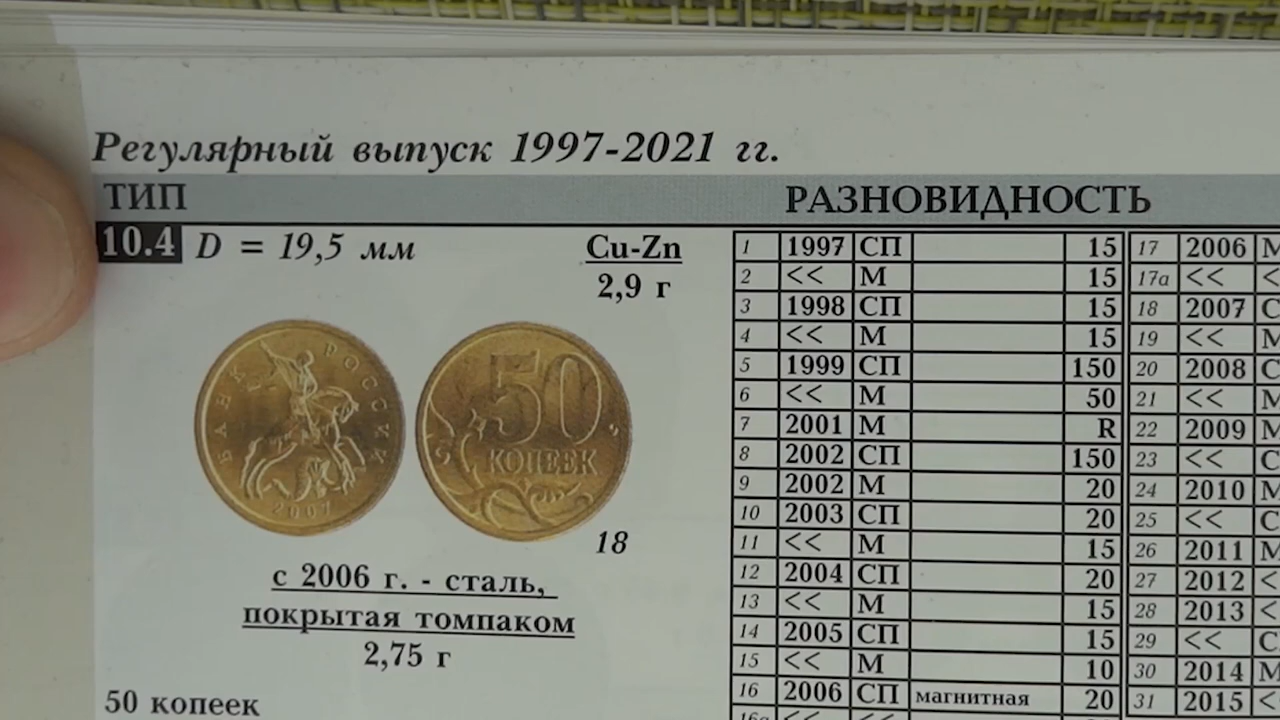 Регулярный выпуск 1997-2021 гг.
ТИП РАЗНОВИДНОСТЬ
10.4 D = 19,5 мм Cu-Zn
2,9 г
БАНК РОССИИ
2007
50
КОПЕЕК
18
с 2006 г. - сталь,
покрытая томпаком
2,75 г
50 копеек
1 1997 СП 15
2 << М 15
3 1998 СП 15
4 << М 15
5 1999 СП 150
6 << М 50
7 2001 М R
8 2002 СП 150
9 2002 М 20
10 2003 СП 20
11 << М 15
12 2004 СП 20
13 << М 15
14 2005 СП 15
15 << М 10
16 2006 СП магнитная 20
17 2006 М
17а << <
18 2007 С
19 << М
20 2008 С
21 << М
22 2009 М
23 << С
24 2010 М
25 << С
26 2011 М
27 2012 <
28 2013 <
29 << С
30 2014 М
31 2015 <